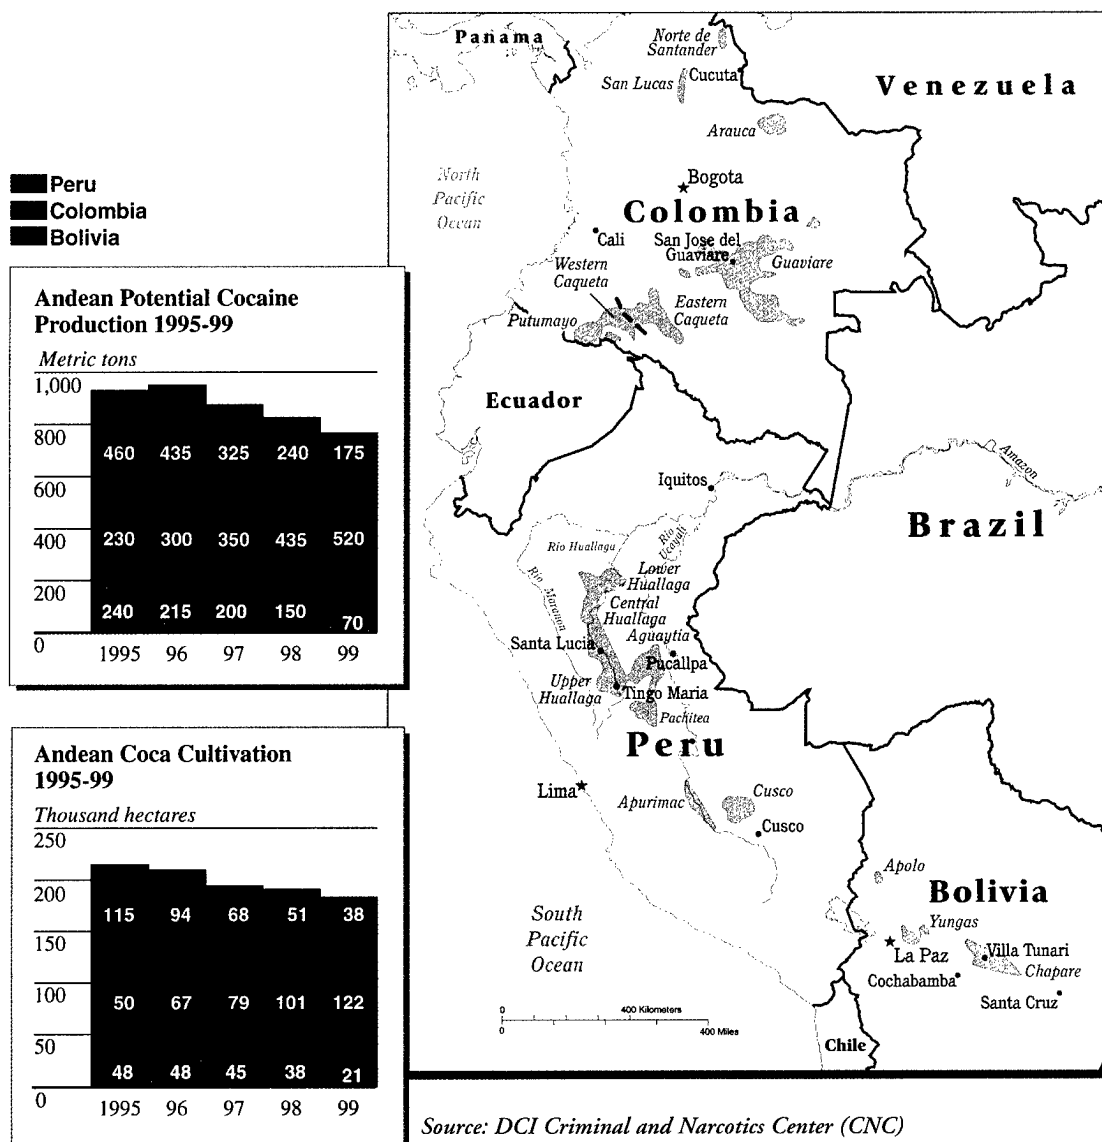 Peru
Colombia
Bolivia
Andean Potential Cocaine
Production 1995-99
Metric tons
1,000
800
600
400
200
0
460 435 325 240 175
230 300 350 435 520
240 215 200 150 70
1995 96 97 98 99
Andean Coca Cultivation
1995-99
Thousand hectares
250
200
150
100
50
0
115 94 68 51 38
50 67 79 101 122
48 48 45 38 21
1995 96 97 98 99
Panama
Norte de
Santander
San Lucas
Cucuta
Venezuela
Arauca
North
Pacific
Ocean
Bogota
Colombia
Cali
San Jose del
Guaviare
Guaviare
Western
Caqueta
Eastern
Caqueta
Putumayo
Ecuador
Iquitos
Amazon
Brazil
Rio Huallagu
Rio
Ucayali
Rio
Maranon
Lower
Huallaga
Central
Huallaga
Aguaytia
Santa Lucia
Pucallpa
Upper
Huallaga
Tingo Maria
Pachitea
Peru
Lima
Apurimac
Cusco
Cusco
Apolo
Bolivia
Yungas
La Paz
Villa Tunari
Chapare
Cochabamba
Santa Cruz
South
Pacific
Ocean
0 400 Kilometers
0 400 Miles
Chile
Source: DCI Criminal and Narcotics Center (CNC)